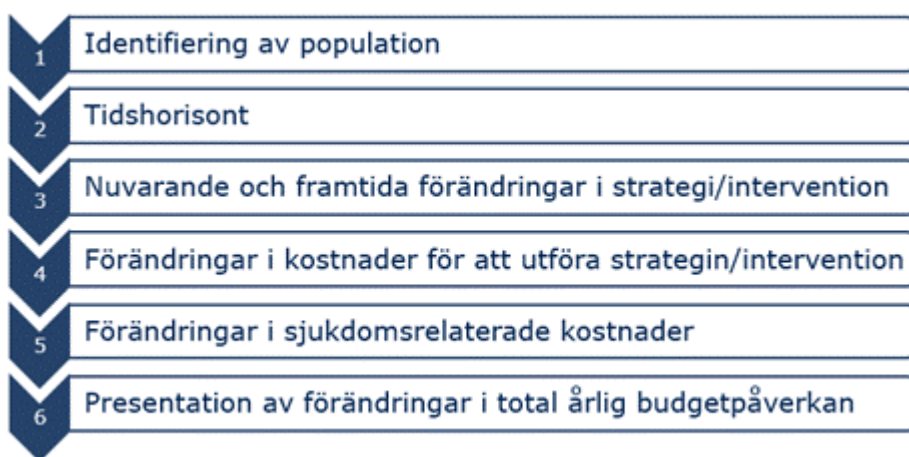 1 Identifiering av population
2 Tidshorisont
3 Nuvarande och framtida förändringar i strategi/intervention
4 Förändringar i kostnader för att utföra strategin/intervention
5 Förändringar i sjukdomsrelaterade kostnader
6 Presentation av förändringar i total årlig budgetpåverkan